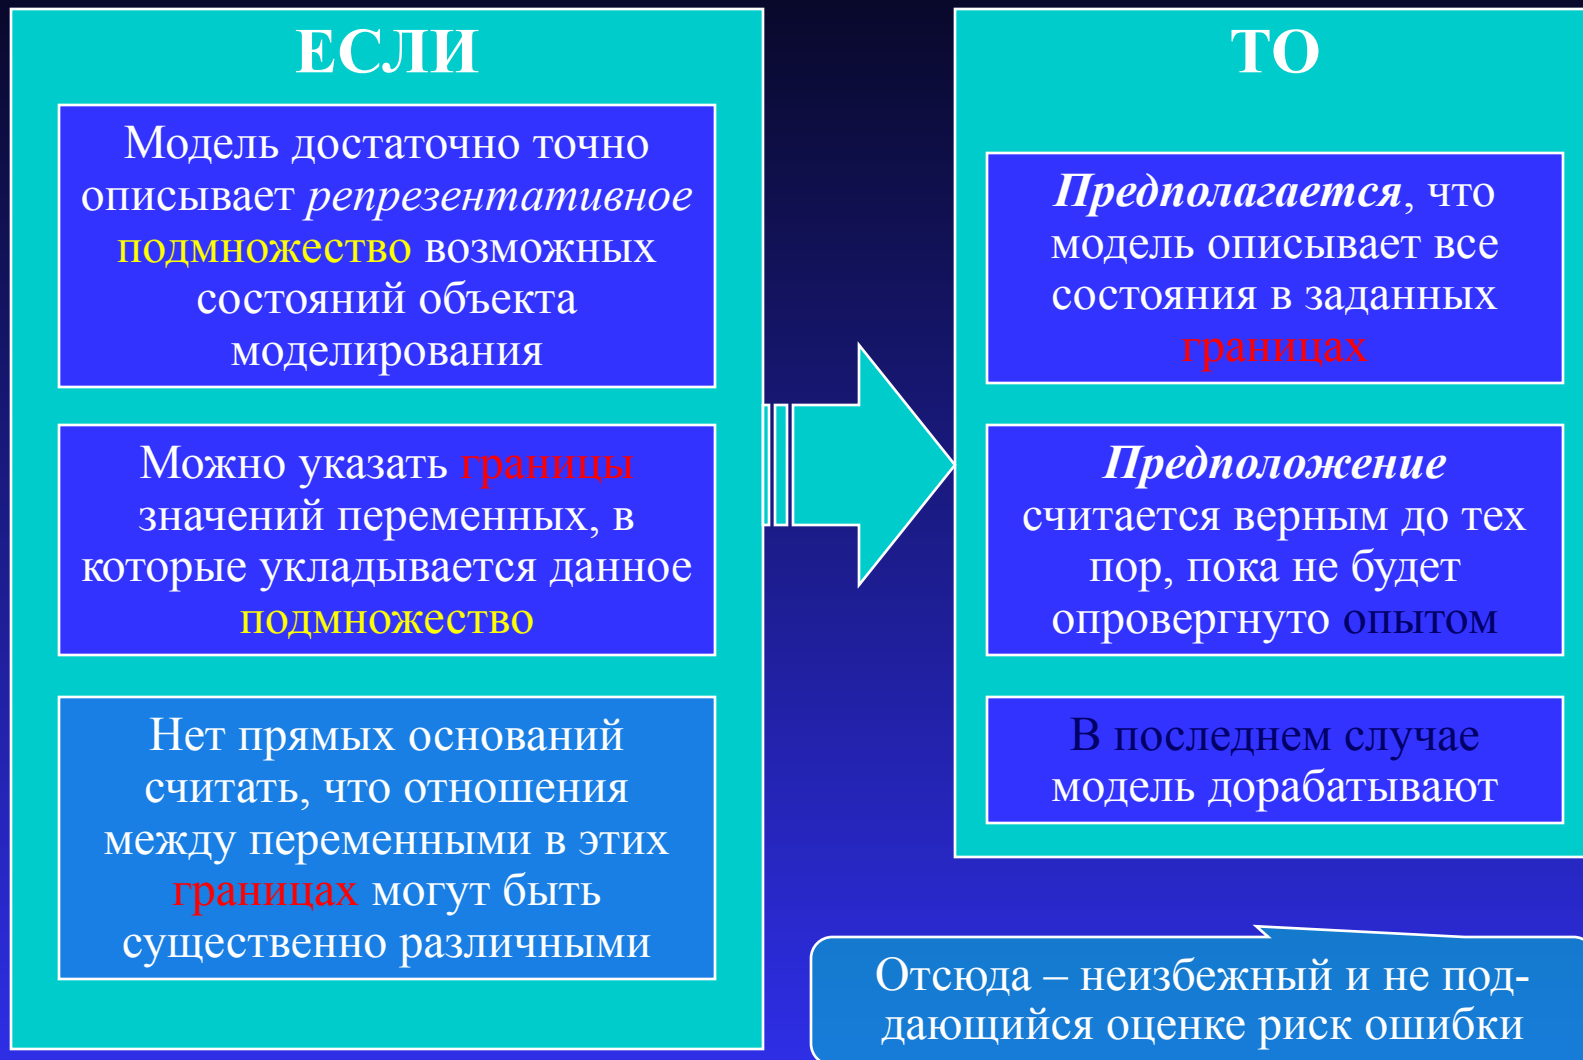 ЕСЛИ
Модель достаточно точно
описывает репрезентативное
подмножество возможных
состояний объекта
моделирования
Можно указать границы
значений переменных, в
которые укладывается данное
подмножество
Нет прямых оснований
считать, что отношения
между переменными в этих
границах могут быть
существенно различными
ТО
Предполагается, что
модель описывает все
состояния в заданных
границах
Предположение
считается верным до тех
пор, пока не будет
опровергнуто опытом
В последнем случае
модель дорабатывают
Отсюда – неизбежный и не под-
дающийся оценке риск ошибки